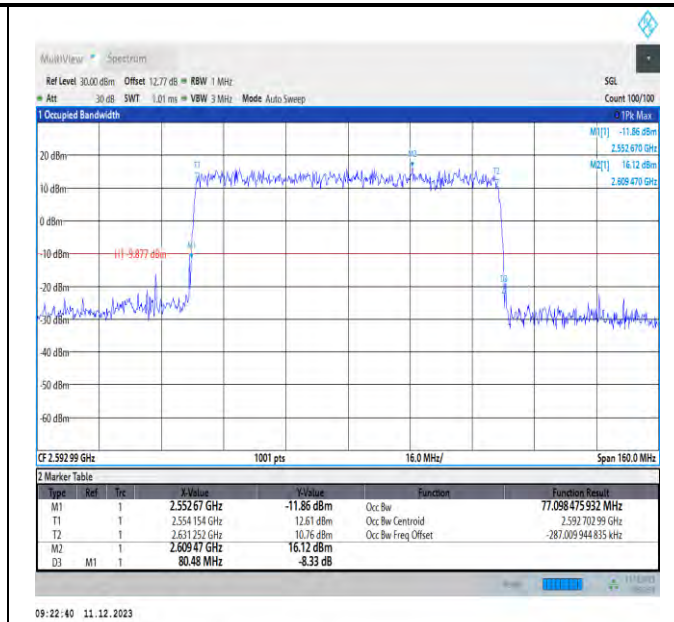 MultiView Spectrum
Ref Level 30.00 dBm Offset 12.77 dB RBW 1 MHz SGL
Att 30 dB SWT 1.01 ms VBW 3 MHz Mode Auto Sweep Count 100/100
1 Occupied Bandwidth 1Pk Max
M1[1] -11.86 dBm
2.552 670 GHz
M2[1] 16.12 dBm
2.609 470 GHz
20 dBm
T1
M2
T2
10 dBm
0 dBm
M1
-10 dBm
H1 -9.877 dBm
-20 dBm
D3
-30 dBm
-40 dBm
-50 dBm
-60 dBm
CF 2.592 99 GHz 1001 pts 16.0 MHz/ Span 160.0 MHz
2 Marker Table
Type Ref Trc X-Value Y-Value Function Function Result
M1 1 2.552 67 GHz -11.86 dBm Occ Bw 77.098 475 932 MHz
T1 1 2.554 154 GHz 12.61 dBm Occ Bw Centroid 2.592 702 99 GHz
T2 1 2.631 252 GHz 10.76 dBm Occ Bw Freq Offset -287.009 944 835 kHz
M2 1 2.609 47 GHz 16.12 dBm
D3 M1 1 80.48 MHz -8.33 dB
09:22:40 11.12.2023